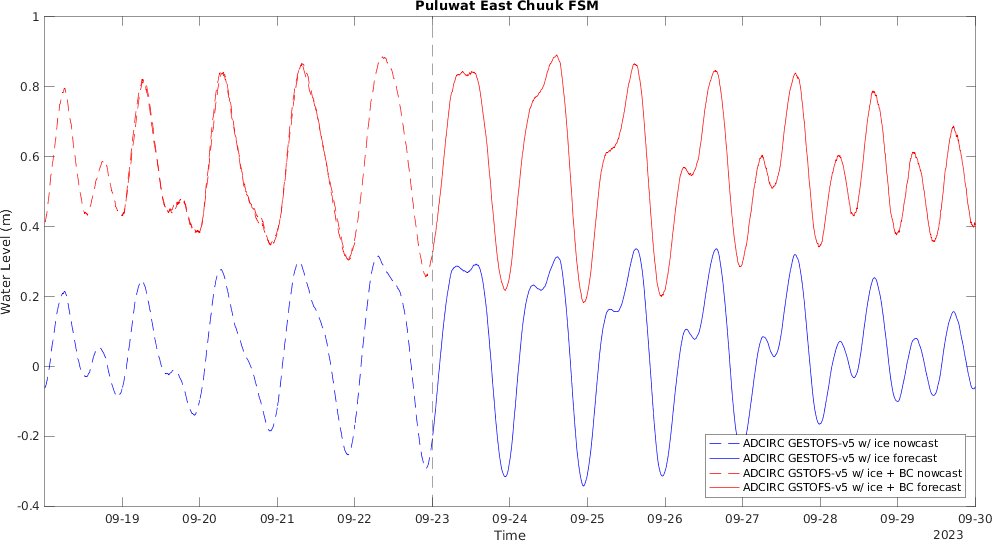 Puluwat East Chuuk FSM
1
0.8
0.6
0.4
0.2
0
-0.2
-0.4
Water Level (m)
ADCIRC GESTOFS-v5 w/ ice nowcast
ADCIRC GESTOFS-v5 w/ ice forecast
ADCIRC GSTOFS-v5 w/ ice + BC nowcast
ADCIRC GSTOFS-v5 w/ ice + BC forecast
09-19 09-20 09-21 09-22 09-23 09-24 09-25 09-26 09-27 09-28 09-29 09-30
Time
2023